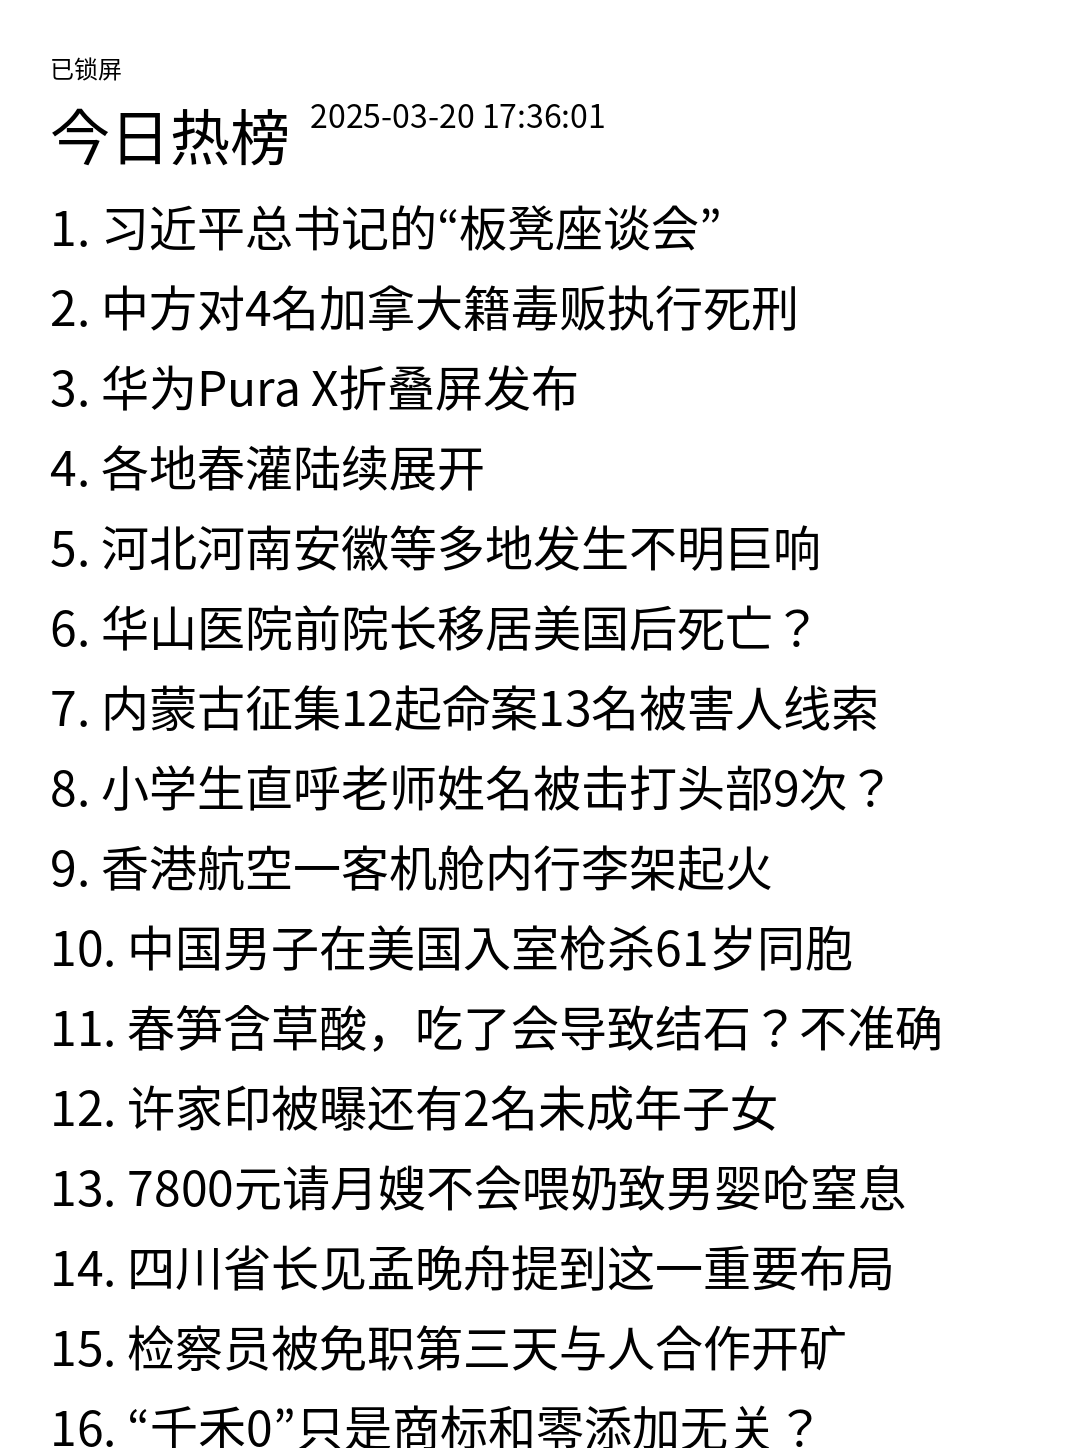 已锁屏
今日热榜 2025-03-20 17:36:01
1. 习近平总书记的“板凳座谈会”
2. 中方对4名加拿大籍毒贩执行死刑
3. 华为Pura X折叠屏发布
4. 各地春灌陆续展开
5. 河北河南安徽等多地发生不明巨响
6. 华山医院前院长移居美国后死亡？
7. 内蒙古征集12起命案13名被害人线索
8. 小学生直呼老师姓名被击打头部9次？
9. 香港航空一客机舱内行李架起火
10. 中国男子在美国入室枪杀61岁同胞
11. 春笋含草酸，吃了会导致结石？不准确
12. 许家印被曝还有2名未成年子女
13. 7800元请月嫂不会喂奶致男婴呛窒息
14. 四川省长见孟晚舟提到这一重要布局
15. 检察员被免职第三天与人合作开矿
16. “千禾0”只是商标和零添加无关？